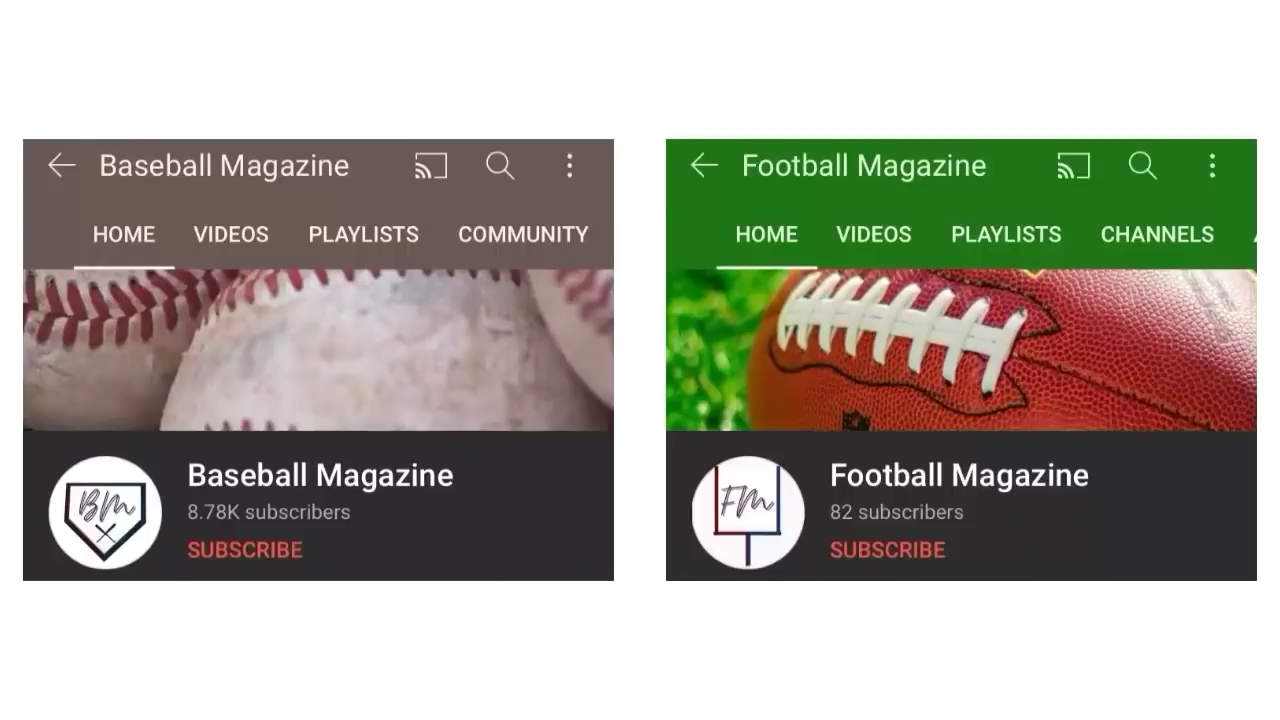 Baseball Magazine
HOME VIDEOS PLAYLISTS COMMUNITY
BM
Baseball Magazine
8.78K subscribers
SUBSCRIBE
Football Magazine
HOME VIDEOS PLAYLISTS CHANNELS
FM
Football Magazine
82 subscribers
SUBSCRIBE